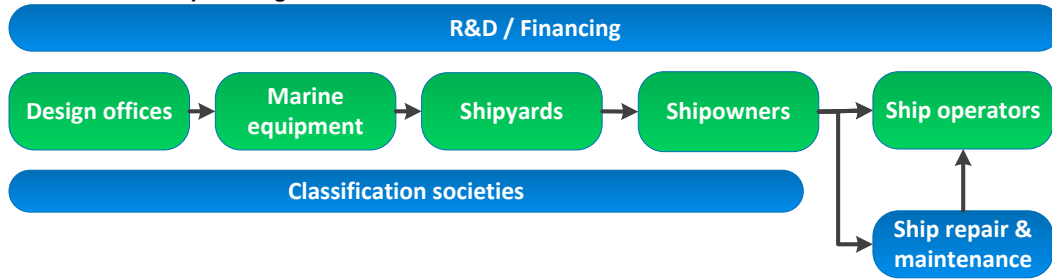 R&D / Financing
Design offices
Marine
equipment
Shipyards
Shipowners
Ship operators
Classification societies
Ship repair &
maintenance